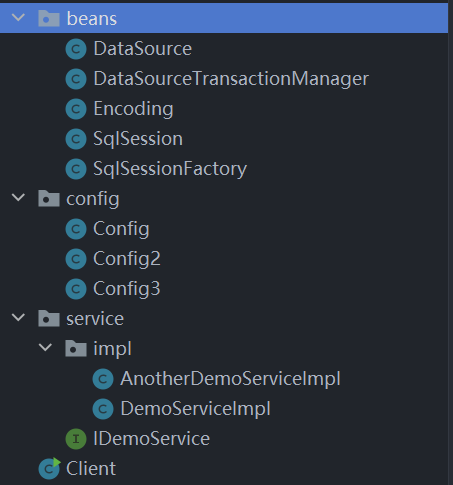 beans
C DataSource
C DataSourceTransactionManager
C Encoding
C SqlSession
C SqlSessionFactory
config
C Config
C Config2
C Config3
service
impl
C AnotherDemoServiceImpl
C DemoServiceImpl
I IDemoService
C Client